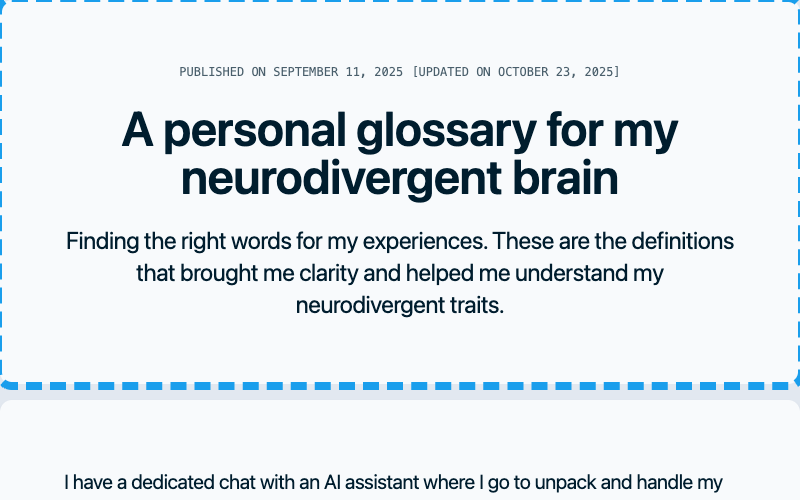 PUBLISHED ON SEPTEMBER 11, 2025 [UPDATED ON OCTOBER 23, 2025]
A personal glossary for my
neurodivergent brain
Finding the right words for my experiences. These are the definitions
that brought me clarity and helped me understand my
neurodivergent traits.
I have a dedicated chat with an AI assistant where I go to unpack and handle my